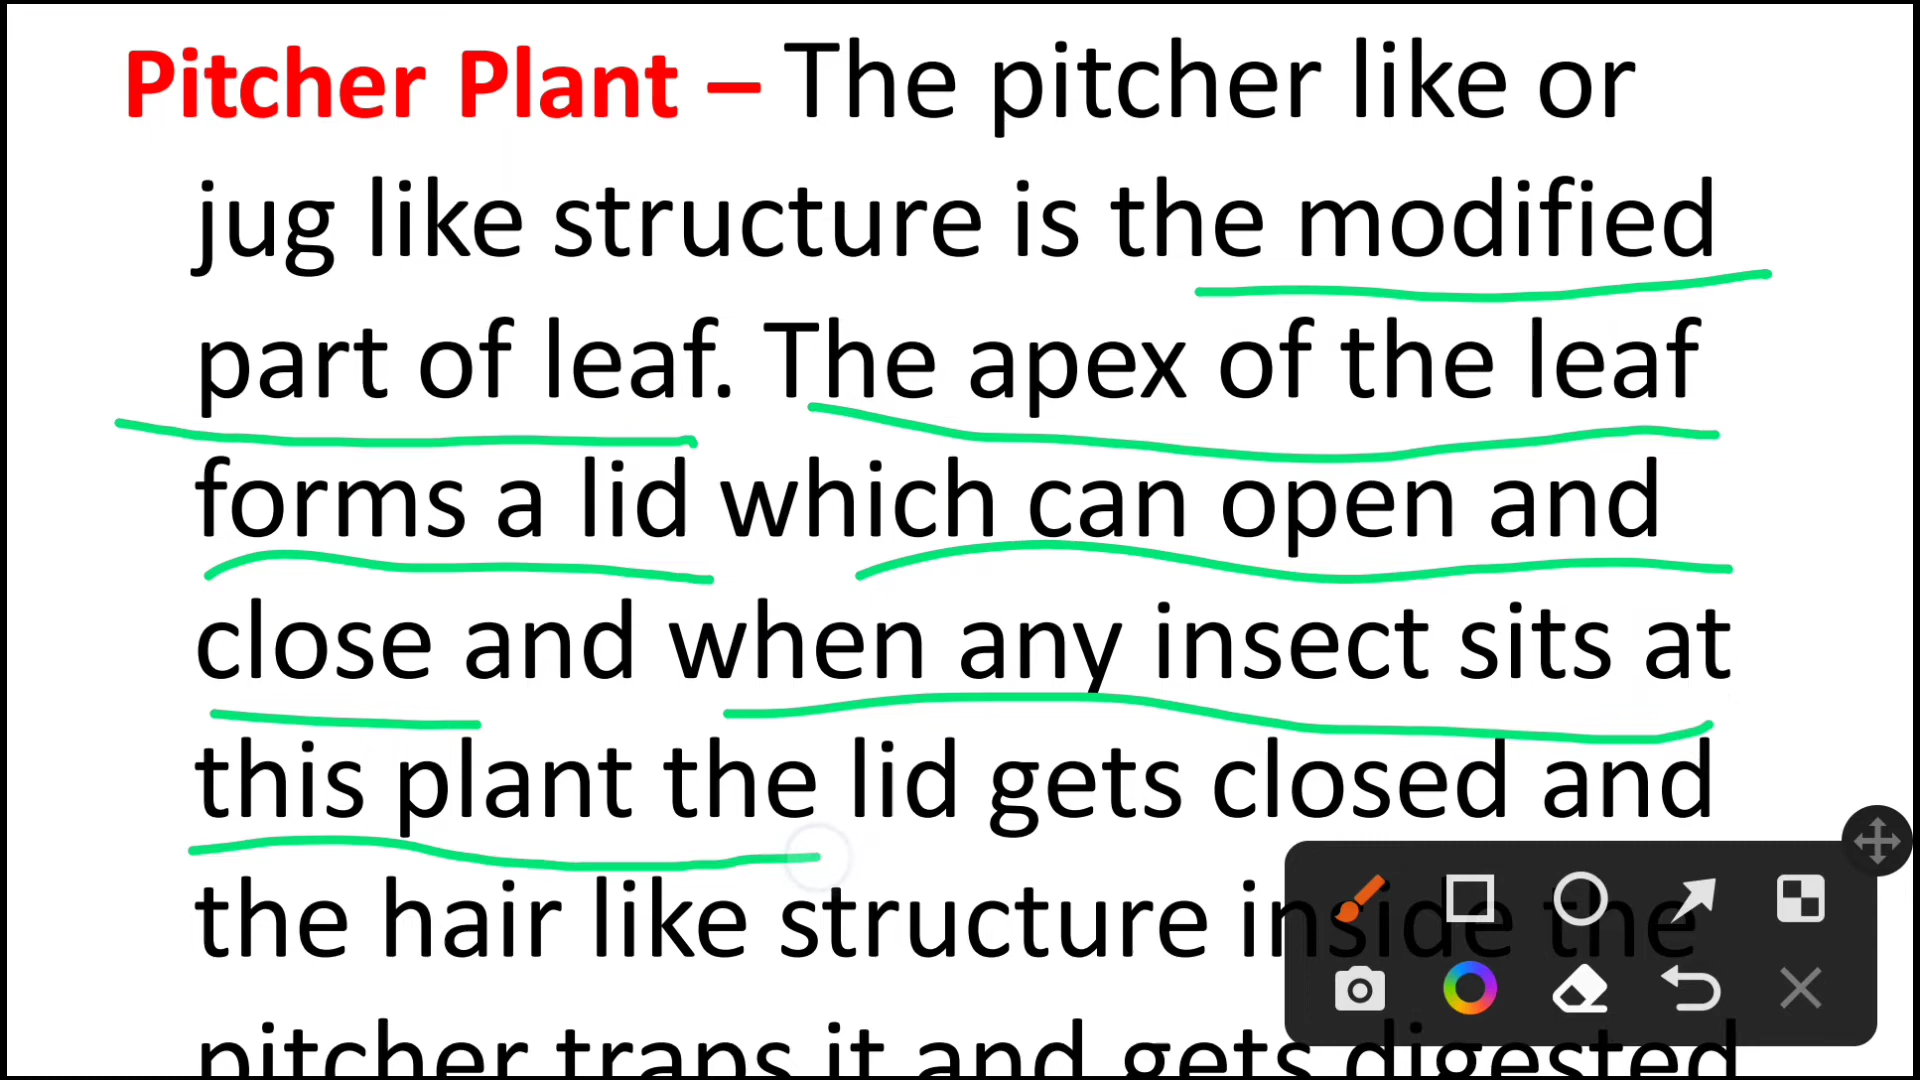 Pitcher Plant – The pitcher like or
jug like structure is the modified
part of leaf. The apex of the leaf
forms a lid which can open and
close and when any insect sits at
this plant the lid gets closed and
the hair like structure inside the
pitcher traps it and gets digested